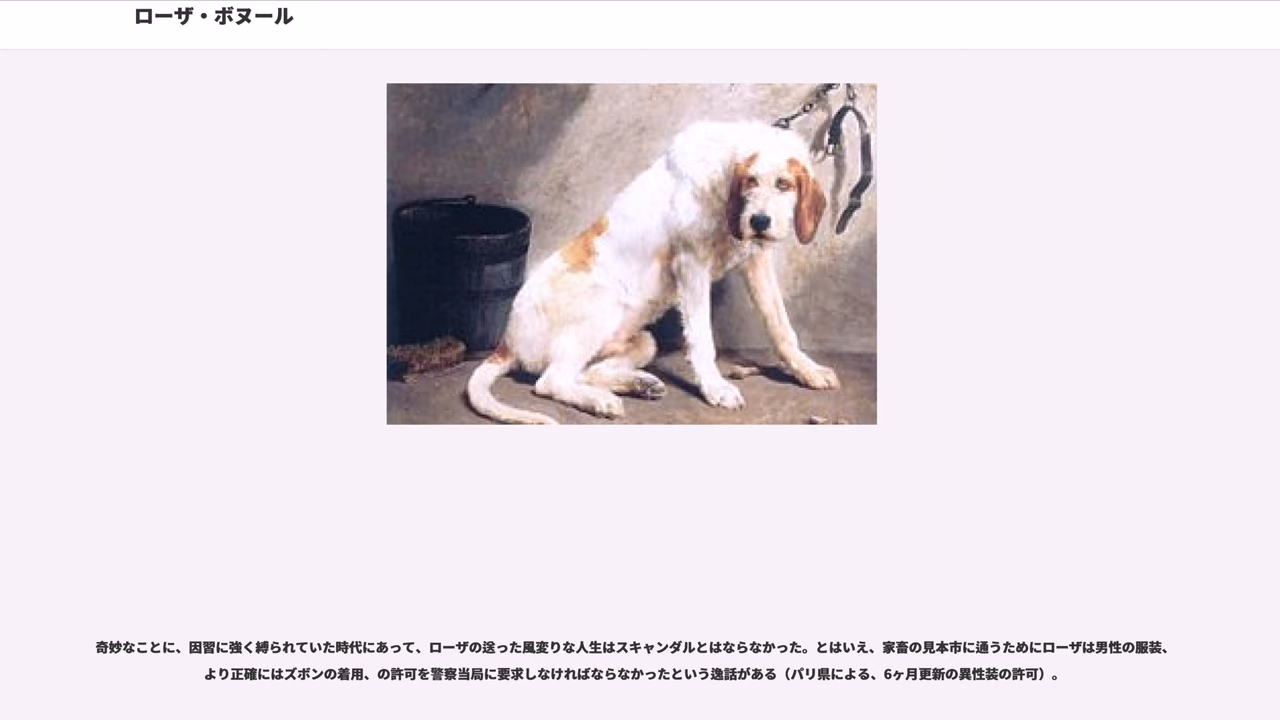 ローザ・ボヌール
奇妙なことに、因習に強く縛られていた時代にあって、ローザの送った風変りな人生はスキャンダルとはならなかった。とはいえ、家畜の見本市に通うためにローザは男性の服装、
より正確にはズボンの着用、の許可を警察当局に要求しなければならなかったという逸話がある（パリ県による、6ヶ月更新の異性装の許可）。